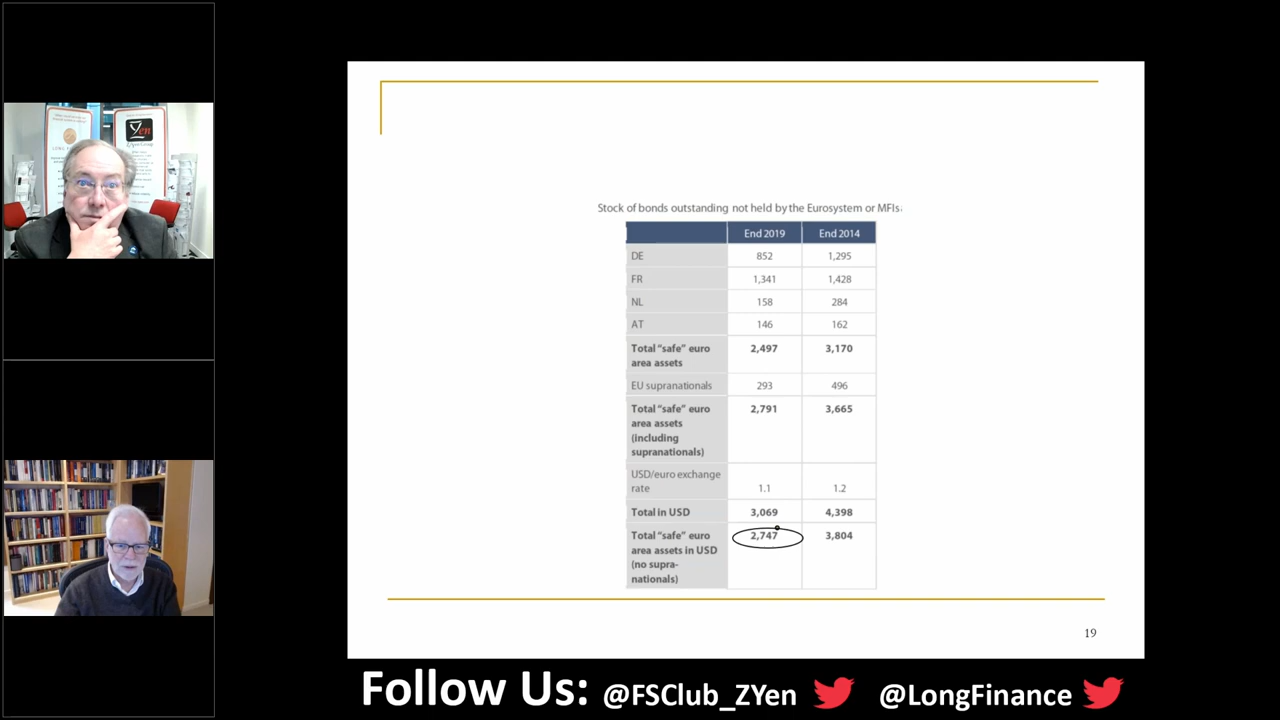 Yen
Stock of bonds outstanding not held by the Eurosystem or MFIs:
End 2019 End 2014
DE 852 1,295
FR 1,341 1,428
NL 158 284
AT 146 162
Total “safe” euro 2,497 3,170
area assets
EU supranationals 293 496
Total “safe” euro 2,791 3,665
area assets
(including
supranationals)
USD/euro exchange
rate 1.1 1.2
Total in USD 3,069 4,398
Total “safe” euro 2,747 3,804
area assets in USD
(no supra-
nationals)
19
Follow Us: @FSClub_ZYen @LongFinance